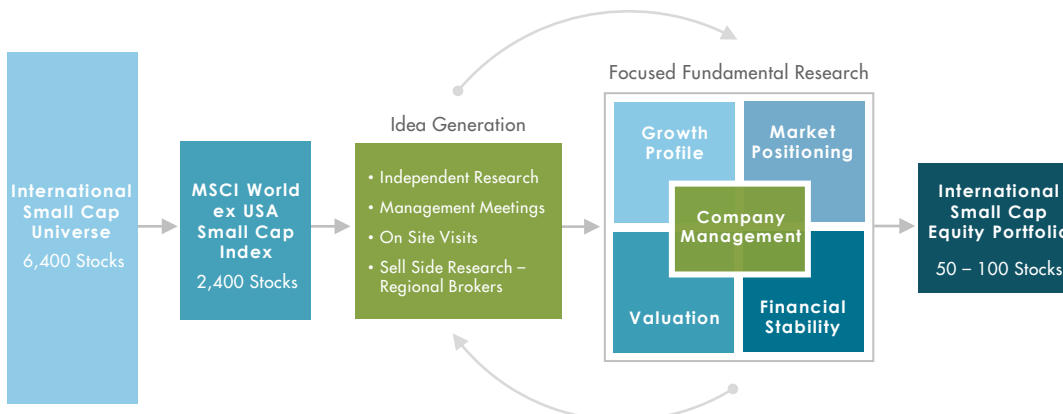 International
Small Cap
Universe
6,400 Stocks
MSCI World
ex USA
Small Cap
Index
2,400 Stocks
Idea Generation
• Independent Research
• Management Meetings
• On Site Visits
• Sell Side Research –
Regional Brokers
Focused Fundamental Research
Growth
Profile
Market
Positioning
Company
Management
Valuation
Financial
Stability
International
Small Cap
Equity Portfolio
50 – 100 Stocks